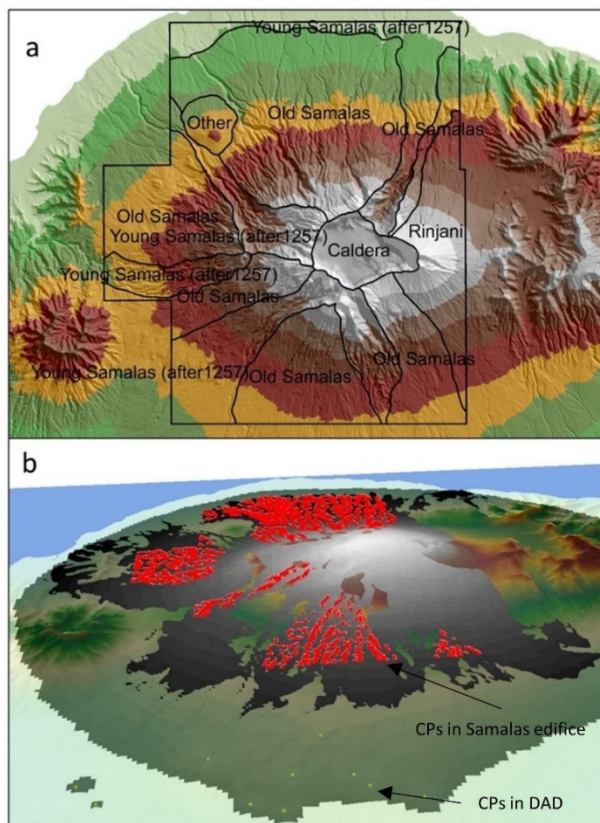 a
Young Samalas (after1257)
Other
Old Samalas
Old Samalas
Old Samalas
Rinjani
Young Samalas (after1257)
Caldera
Young Samalas (after1257)
Old Samalas
Old Samalas
Young Samalas (after1257)
Old Samalas
b
CPs in Samalas edifice
CPs in DAD